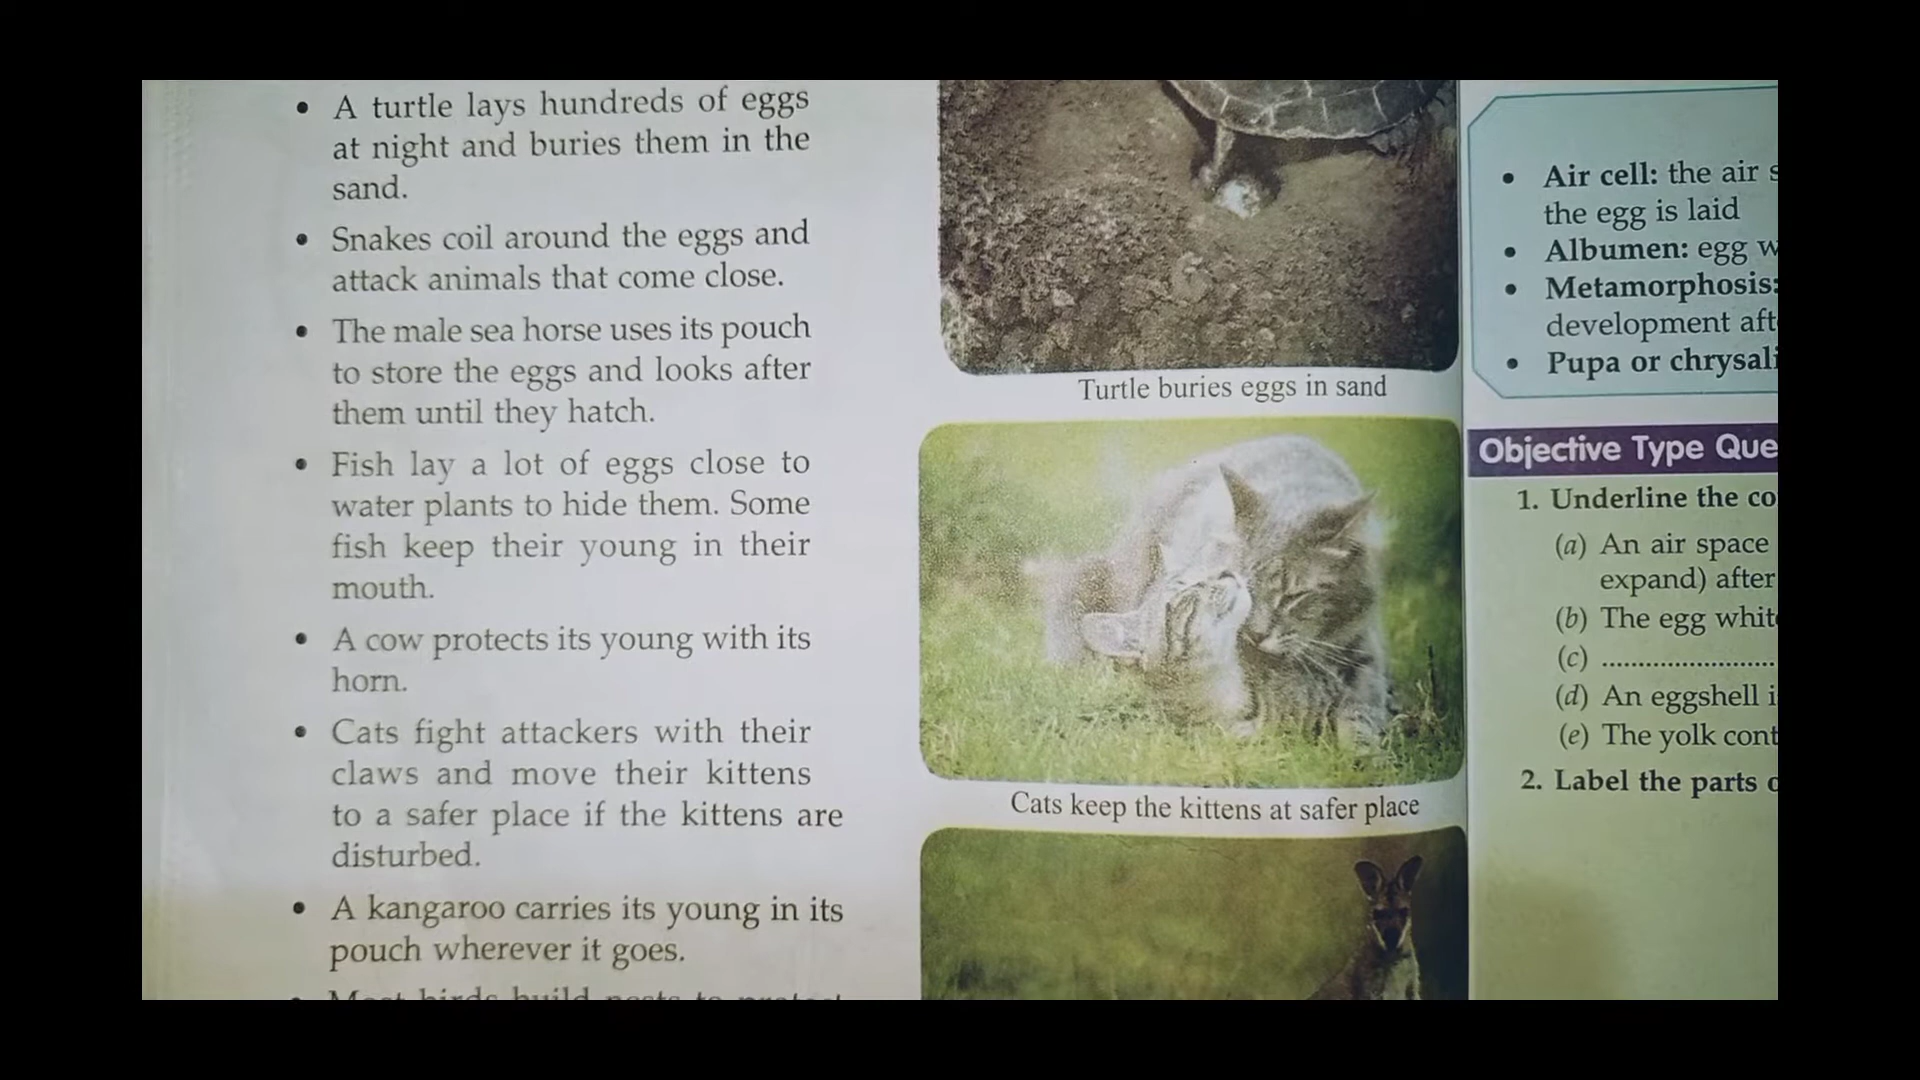 • A turtle lays hundreds of eggs
at night and buries them in the
sand.
• Snakes coil around the eggs and
attack animals that come close.
• The male sea horse uses its pouch
to store the eggs and looks after
them until they hatch.
• Fish lay a lot of eggs close to
water plants to hide them. Some
fish keep their young in their
mouth.
• A cow protects its young with its
horn.
• Cats fight attackers with their
claws and move their kittens
to a safer place if the kittens are
disturbed.
• A kangaroo carries its young in its
pouch wherever it goes.
• Most birds build nests to protect
Turtle buries eggs in sand
Cats keep the kittens at safer place
• Air cell: the air
the egg is laid
• Albumen: egg
• Metamorphosis:
development
• Pupa or
Objective Type
1. Underline the
(a) An air space
expand) after
(b) The egg
(c) ........................
(d) An eggshell
(e) The yolk
2. Label the parts